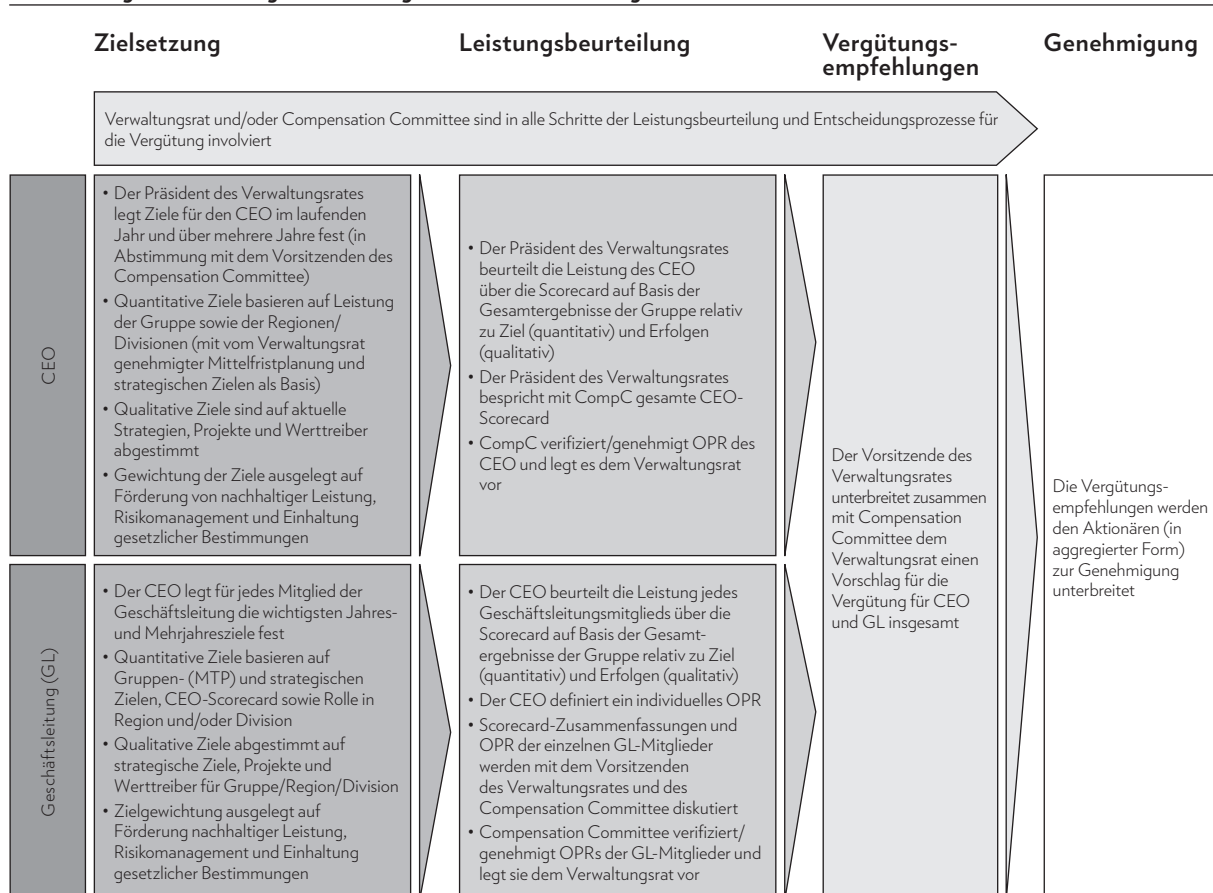 Zielsetzung
Leistungsbeurteilung
Vergütungs-
empfehlungen
Genehmigung
Verwaltungsrat und/oder Compensation Committee sind in alle Schritte der Leistungsbeurteilung und Entscheidungsprozesse für
die Vergütung involviert
CEO
• Der Präsident des Verwaltungsrates
legt Ziele für den CEO im laufenden
Jahr und über mehrere Jahre fest (in
Abstimmung mit dem Vorsitzenden des
Compensation Committee)
• Quantitative Ziele basieren auf Leistung
der Gruppe sowie der Regionen/
Divisionen (mit vom Verwaltungsrat
genehmigter Mittelfristplanung und
strategischen Zielen als Basis)
• Qualitative Ziele sind auf aktuelle
Strategien, Projekte und Werttreiber
abgestimmt
• Gewichtung der Ziele ausgelegt auf
Förderung von nachhaltiger Leistung,
Risikomanagement und Einhaltung
gesetzlicher Bestimmungen
• Der Präsident des Verwaltungsrates
beurteilt die Leistung des CEO
über die Scorecard auf Basis der
Gesamtergebnisse der Gruppe relativ
zu Ziel (quantitativ) und Erfolgen
(qualitativ)
• Der Präsident des Verwaltungsrates
bespricht mit CompC gesamte CEO-
Scorecard
• CompC verifiziert/genehmigt OPR des
CEO und legt es dem Verwaltungsrat
vor
Geschäftsleitung (GL)
• Der CEO legt für jedes Mitglied der
Geschäftsleitung die wichtigsten Jahres-
und Mehrjahresziele fest
• Quantitative Ziele basieren auf
Gruppen- (MTP) und strategischen
Zielen, CEO-Scorecard sowie Rolle in
Region und/oder Division
• Qualitative Ziele abgestimmt auf
strategische Ziele, Projekte und
Werttreiber für Gruppe/Region/Division
• Zielgewichtung ausgelegt auf
Förderung nachhaltiger Leistung,
Risikomanagement und Einhaltung
gesetzlicher Bestimmungen
• Der CEO beurteilt die Leistung jedes
Geschäftsleitungsmitglieds über die
Scorecard auf Basis der Gesamt-
ergebnisse der Gruppe relativ zu Ziel
(quantitativ) und Erfolgen (qualitativ)
• Der CEO definiert ein individuelles OPR
• Scorecard-Zusammenfassungen und
OPR der einzelnen GL-Mitglieder
werden mit dem Vorsitzenden
des Verwaltungsrates und des
Compensation Committee diskutiert
• Compensation Committee verifiziert/
genehmigt OPRs der GL-Mitglieder und
legt sie dem Verwaltungsrat vor
Der Vorsitzende des
Verwaltungsrates
unterbreitet zusammen
mit Compensation
Committee dem
Verwaltungsrat einen
Vorschlag für die
Vergütung für CEO
und GL insgesamt
Die Vergütungs-
empfehlungen werden
den Aktionären (in
aggregierter Form)
zur Genehmigung
unterbreitet